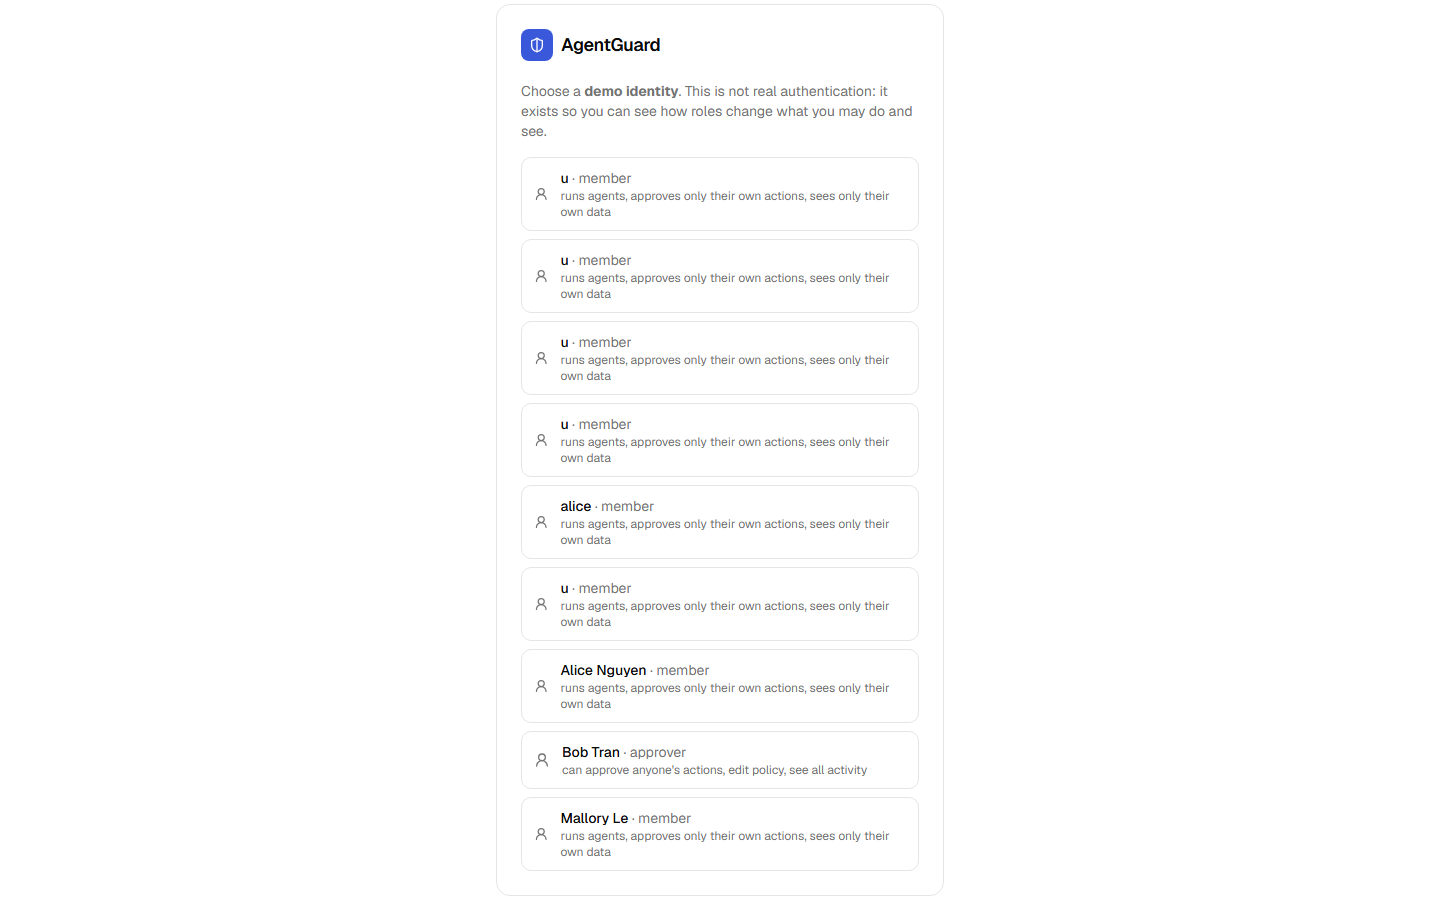 AgentGuard
Choose a demo identity. This is not real authentication: it
exists so you can see how roles change what you may do and
see.
u · member
runs agents, approves only their own actions, sees only their
own data
u · member
runs agents, approves only their own actions, sees only their
own data
u · member
runs agents, approves only their own actions, sees only their
own data
u · member
runs agents, approves only their own actions, sees only their
own data
alice · member
runs agents, approves only their own actions, sees only their
own data
u · member
runs agents, approves only their own actions, sees only their
own data
Alice Nguyen · member
runs agents, approves only their own actions, sees only their
own data
Bob Tran · approver
can approve anyone's actions, edit policy, see all activity
Mallory Le · member
runs agents, approves only their own actions, sees only their
own data